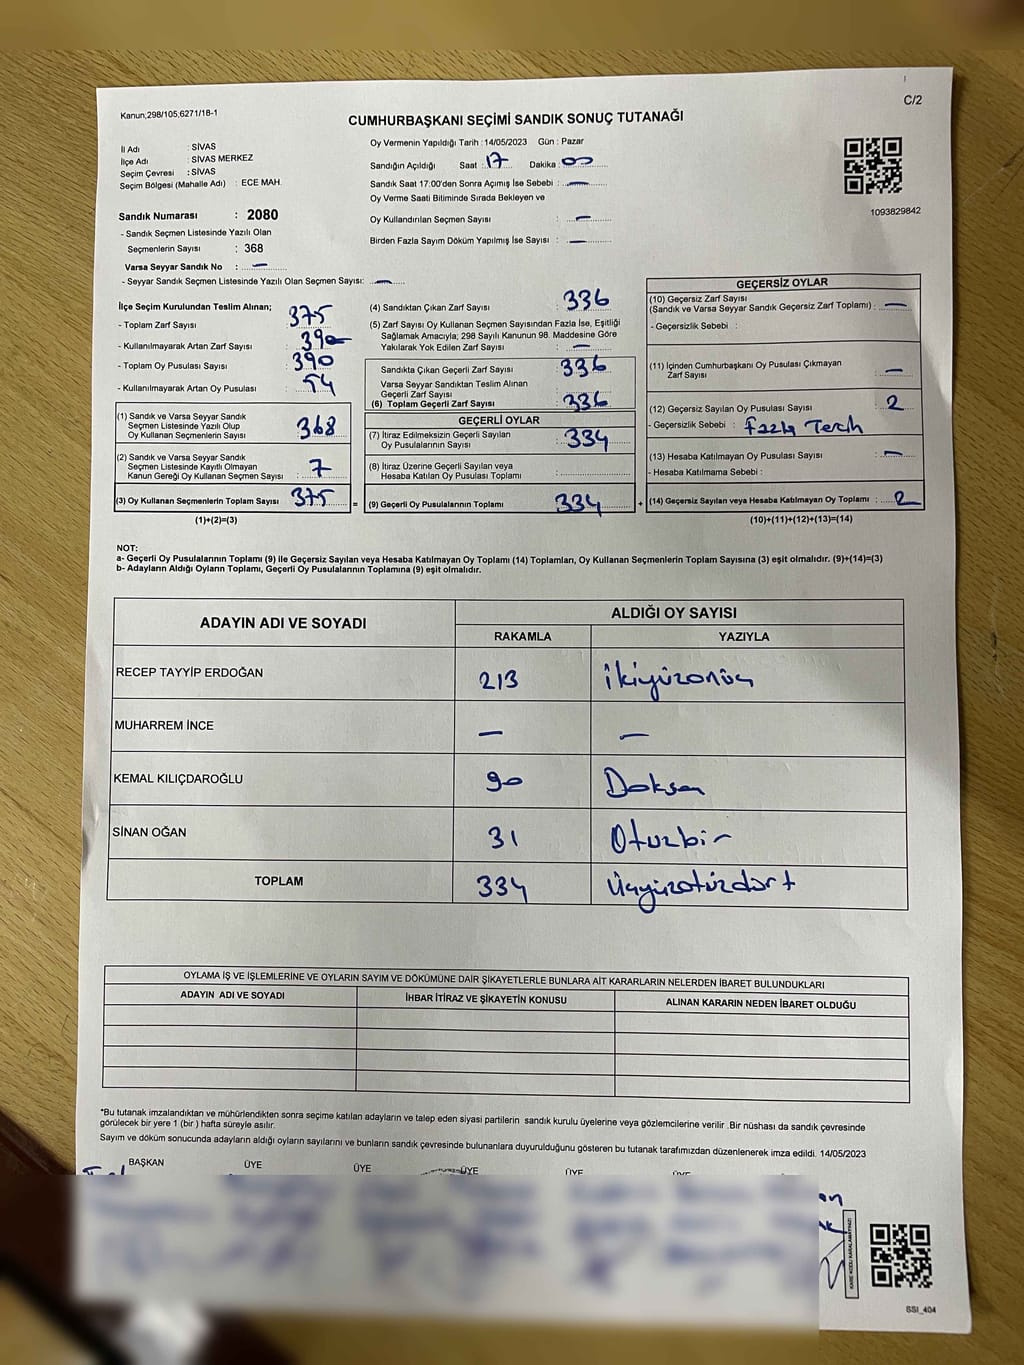 C/2
Kanun;298/105;6271/18-1
CUMHURBAŞKANI SEÇİMİ SANDIK SONUÇ TUTANAĞI
İl Adı : SİVAS
İlçe Adı : SİVAS MERKEZ
Seçim Çevresi : SİVAS
Seçim Bölgesi (Mahalle Adı) : ECE MAH.
Sandık Numarası : 2080
- Sandık Seçmen Listesinde Yazılı Olan
Seçmenlerin Sayısı : 368
Varsa Seyyar Sandık No : —
- Seyyar Sandık Seçmen Listesinde Yazılı Olan Seçmen Sayısı: —
Oy Vermenin Yapıldığı Tarih :14/05/2023 Gün : Pazar
Sandığın Açıldığı Saat : 17 Dakika : 00
Sandık Saat 17:00'den Sonra Açımış İse Sebebi : —
Oy Verme Saati Bitiminde Sırada Bekleyen ve
Oy Kullandırılan Seçmen Sayısı : —
Birden Fazla Sayım Döküm Yapılmış İse Sayısı : —
1093829842
İlçe Seçim Kurulundan Teslim Alınan;
- Toplam Zarf Sayısı : 375
- Kullanılmayarak Artan Zarf Sayısı : 390
- Toplam Oy Pusulası Sayısı : 390
- Kullanılmayarak Artan Oy Pusulası : 54
(1) Sandık ve Varsa Seyyar Sandık
Seçmen Listesinde Yazılı Olup
Oy Kullanan Seçmenlerin Sayısı : 368
(2) Sandık ve Varsa Seyyar Sandık
Seçmen Listesinde Kayıtlı Olmayan
Kanun Gereği Oy Kullanan Seçmen Sayısı : 7
(3) Oy Kullanan Seçmenlerin Toplam Sayısı : 375
(1)+(2)=(3)
(4) Sandıktan Çıkan Zarf Sayısı : 336
(5) Zarf Sayısı Oy Kullanan Seçmen Sayısından Fazla İse, Eşitliği
Sağlamak Amacıyla; 298 Sayılı Kanunun 98. Maddesine Göre
Yakılarak Yok Edilen Zarf Sayısı : —
Sandıkta Çıkan Geçerli Zarf Sayısı : 336
Varsa Seyyar Sandıktan Teslim Alınan
Geçerli Zarf Sayısı
(6) Toplam Geçerli Zarf Sayısı : 336
GEÇERLİ OYLAR
(7) İtiraz Edilmeksizin Geçerli Sayılan
Oy Pusulalarının Sayısı : 334
(8) İtiraz Üzerine Geçerli Sayılan veya
Hesaba Katılan Oy Pusulası Toplamı :
= (9) Geçerli Oy Pusulalarının Toplamı : 334 +
GEÇERSİZ OYLAR
(10) Geçersiz Zarf Sayısı
(Sandık ve Varsa Seyyar Sandık Geçersiz Zarf Toplamı) : —
- Geçersizlik Sebebi :
(11) İçinden Cumhurbaşkanı Oy Pusulası Çıkmayan
Zarf Sayısı : —
(12) Geçersiz Sayılan Oy Pusulası Sayısı : 2
- Geçersizlik Sebebi : Fazla Tercih
(13) Hesaba Katılmayan Oy Pusulası Sayısı : —
- Hesaba Katılmama Sebebi :
(14) Geçersiz Sayılan veya Hesaba Katılmayan Oy Toplamı : 2
(10)+(11)+(12)+(13)=(14)
NOT:
a- Geçerli Oy Pusulalarının Toplamı (9) ile Geçersiz Sayılan veya Hesaba Katılmayan Oy Toplamı (14) Toplamları, Oy Kullanan Seçmenlerin Toplam Sayısına (3) eşit olmalıdır. (9)+(14)=(3)
b- Adayların Aldığı Oyların Toplamı, Geçerli Oy Pusulalarının Toplamına (9) eşit olmalıdır.
ADAYIN ADI VE SOYADI ALDIĞI OY SAYISI
RAKAMLA YAZIYLA
RECEP TAYYİP ERDOĞAN 213 İkiyüzonüç
MUHARREM İNCE — —
KEMAL KILIÇDAROĞLU 90 Doksan
SİNAN OĞAN 31 Otuzbir
TOPLAM 334 Üçyüzotuzdört
OYLAMA İŞ VE İŞLEMLERİNE VE OYLARIN SAYIM VE DÖKÜMÜNE DAİR ŞİKAYETLERLE BUNLARA AİT KARARLARIN NELERDEN İBARET BULUNDUKLARI
ADAYIN ADI VE SOYADI İHBAR İTİRAZ VE ŞİKAYETİN KONUSU ALINAN KARARIN NEDEN İBARET OLDUĞU
*Bu tutanak imzalandıktan ve mühürlendikten sonra seçime katılan adayların ve talep eden siyasi partilerin sandık kurulu üyelerine veya gözlemcilerine verilir .Bir nüshası da sandık çevresinde
görülecek bir yere 1 (bir ) hafta süreyle asılır.
Sayım ve döküm sonucunda adayların aldığı oyların sayılarını ve bunların sandık çevresinde bulunanlara duyurulduğunu gösteren bu tutanak tarafımızdan düzenlenerek imza edildi. 14/05/2023
BAŞKAN ÜYE ÜYE ÜYE ÜYE ÜYE
KARE KODU KARALAMAYINIZ!
SSI_404